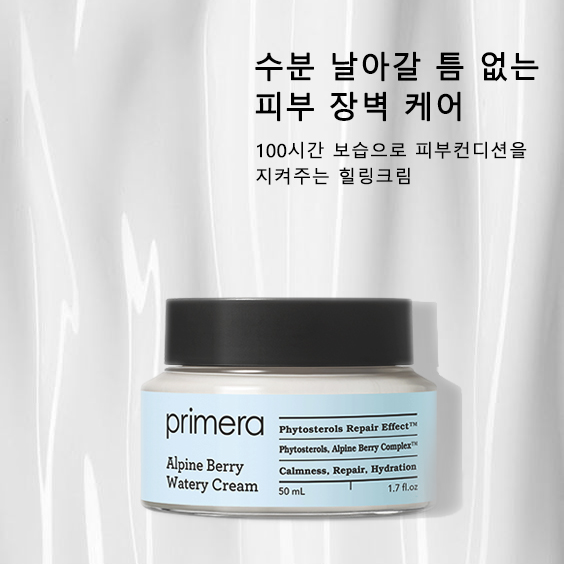 수분 날아갈 틈 없는
피부 장벽 케어
100시간 보습으로 피부컨디션을
지켜주는 힐링크림
primera
Alpine Berry
Watery Cream
Phytosterols Repair Effect™
Phytosterols, Alpine Berry Complex™
Calmness, Repair, Hydration
50 mL 1.7 fl.oz